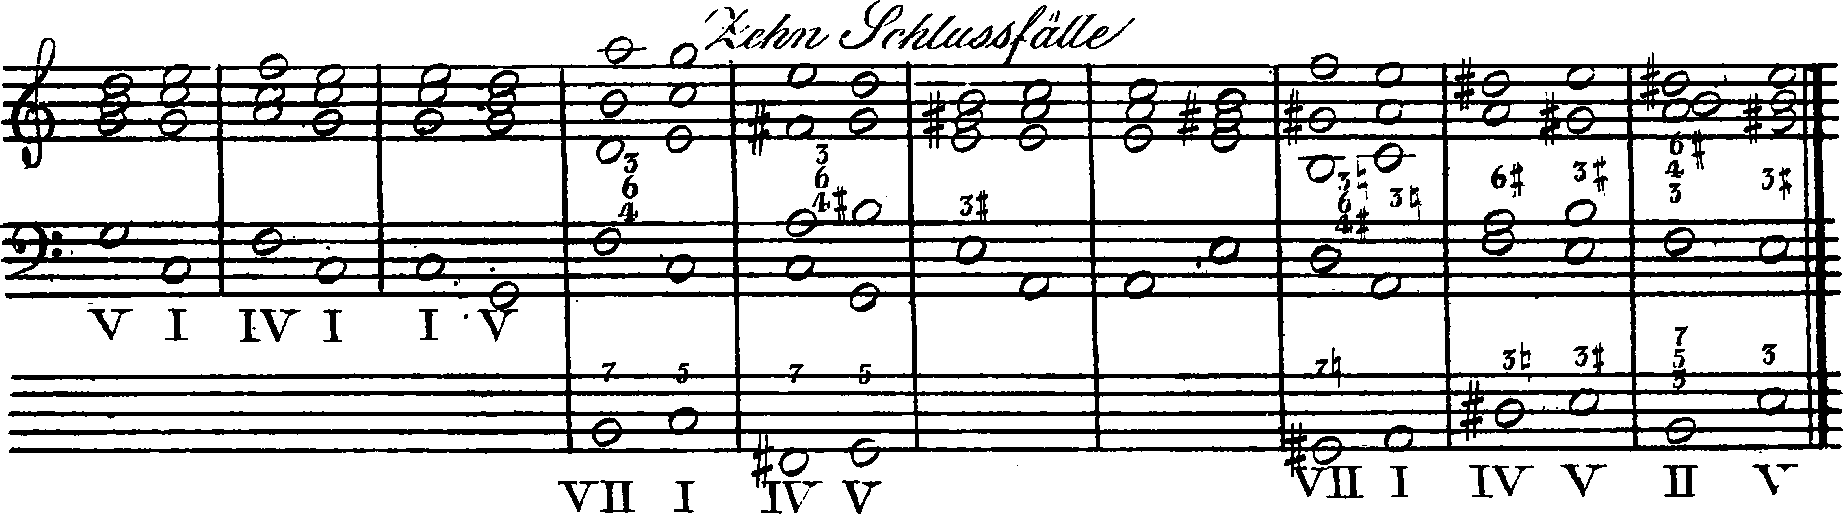 Zehn Schlussfälle
3 3 3♮
6 6 6♯ 3♯ 6♯
4 4♯ 3♯ 6 3♮ 4 3♯
4♯ 3
V I IV I I V
7 5 7 5 7♮ 3♮ 3♯ 7 3
5
3
VII I IV V VII I IV V II V